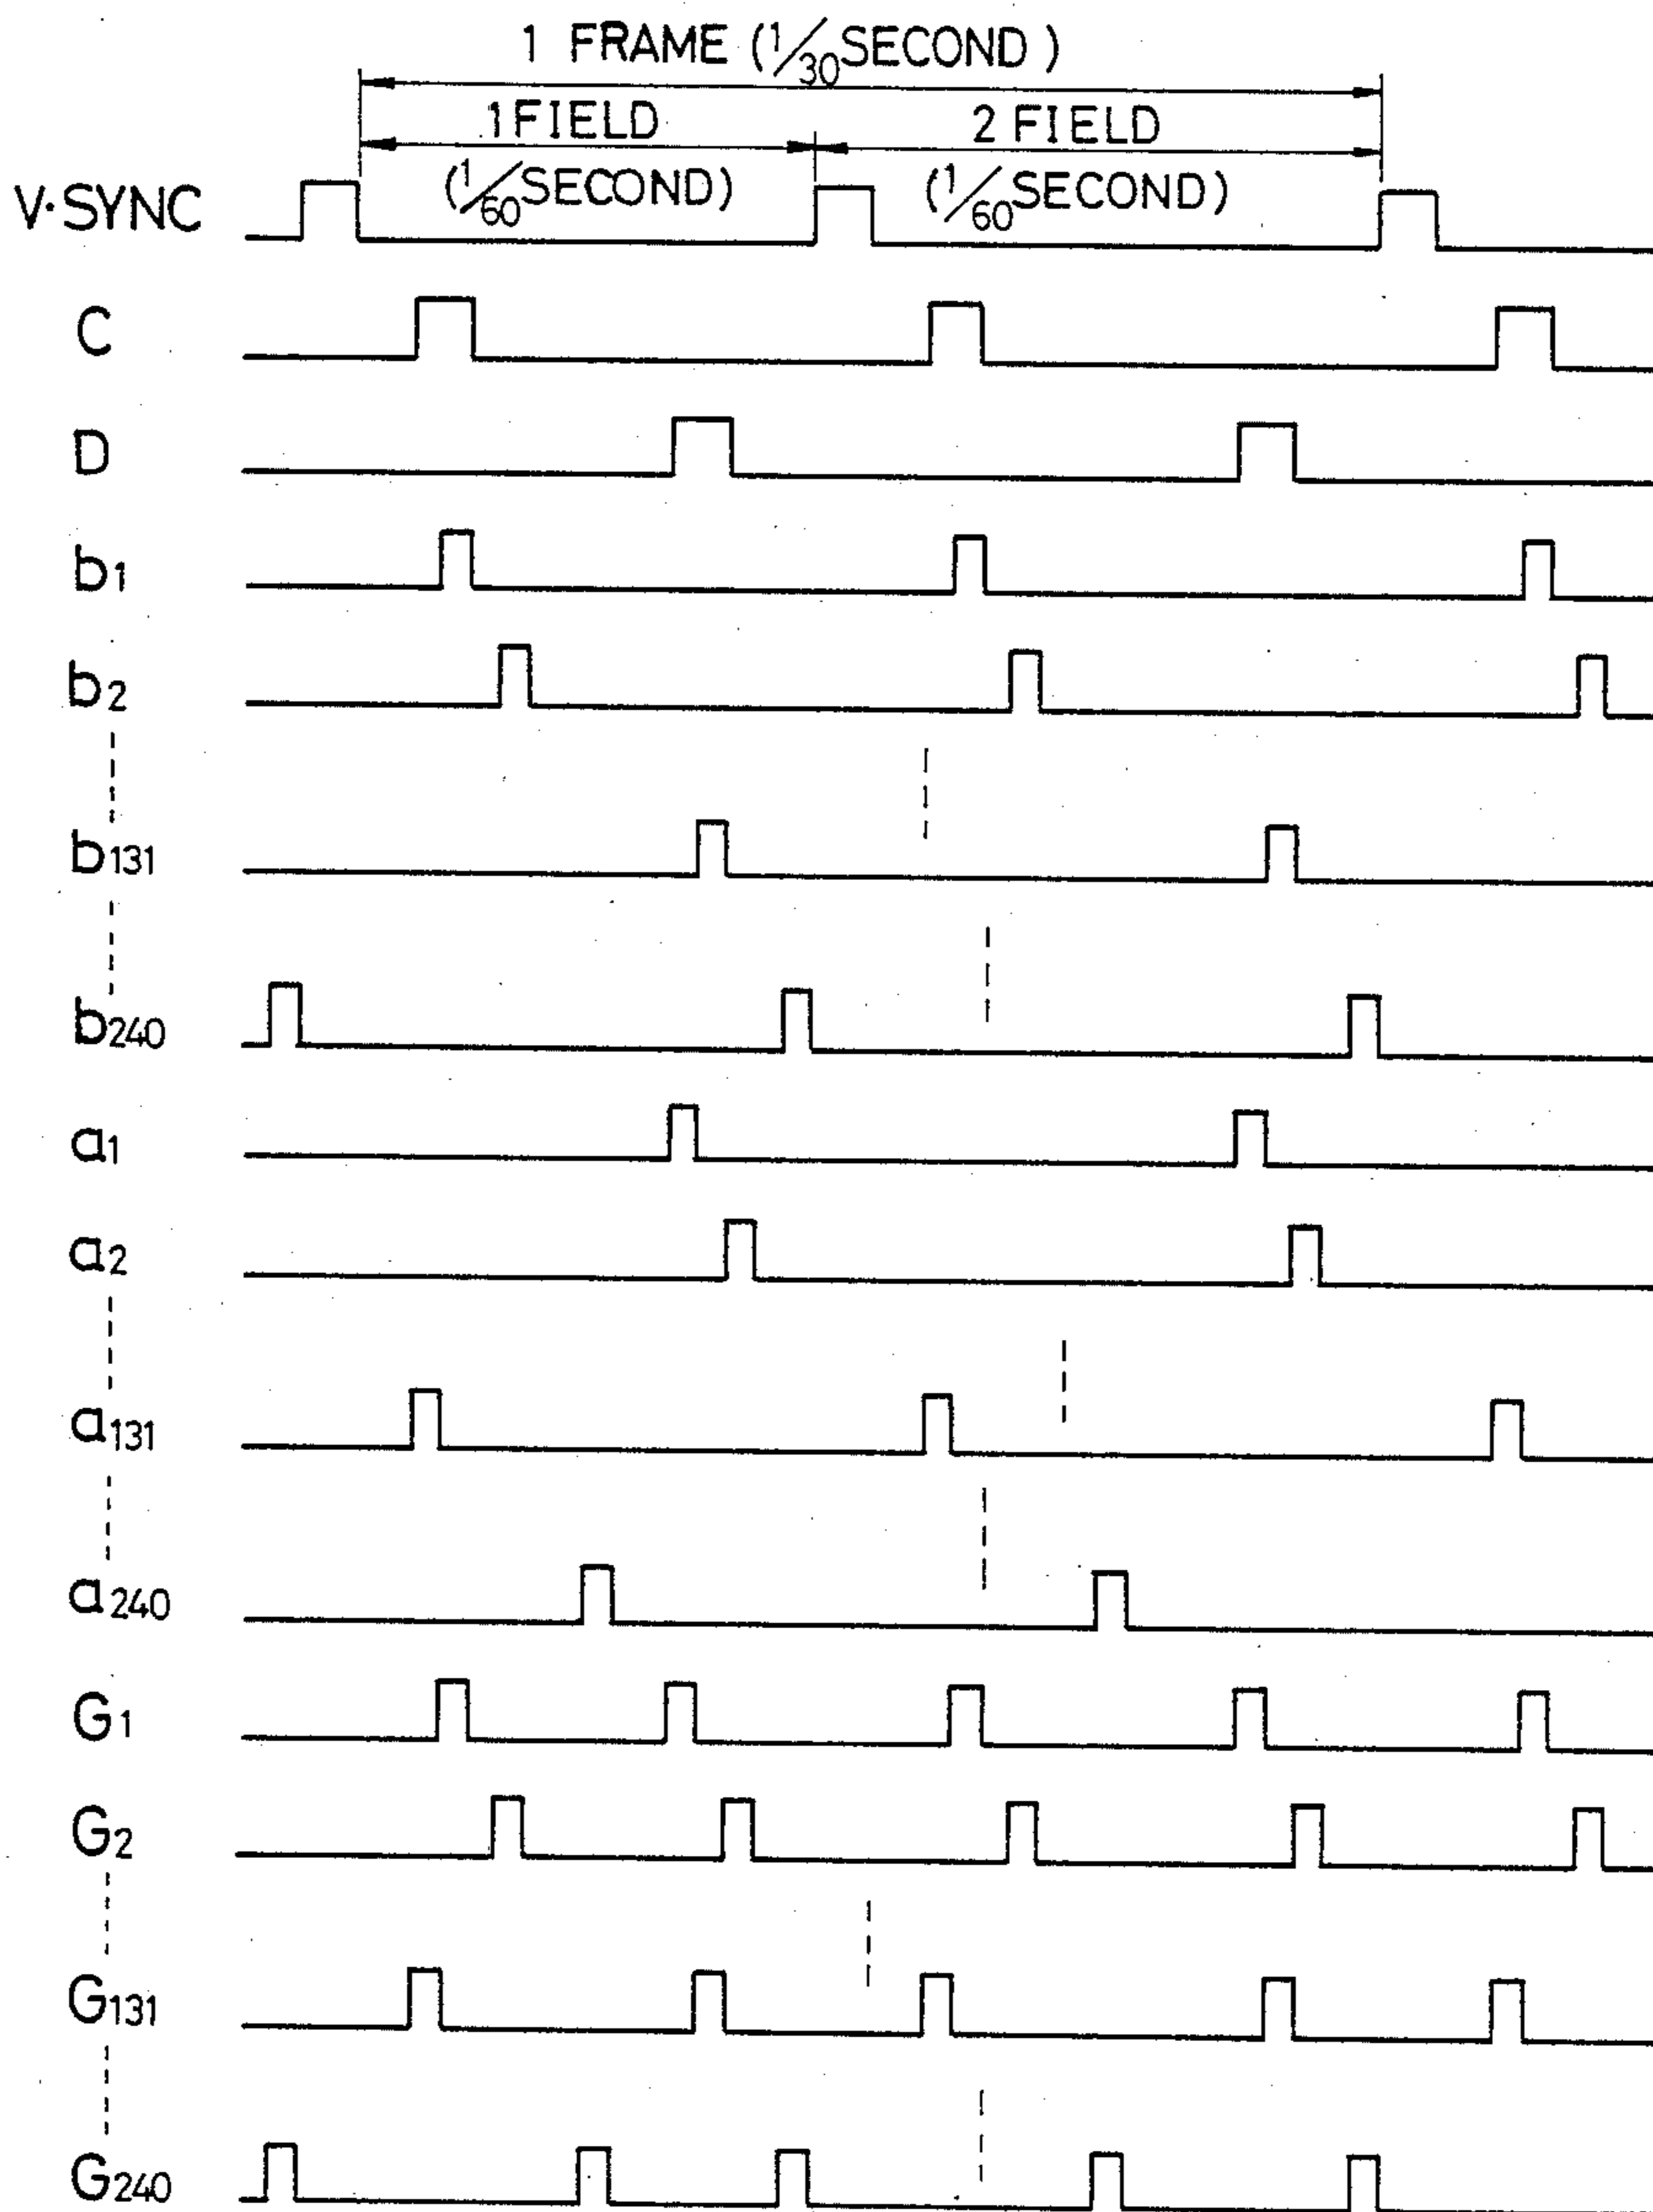 1 FRAME (1/30 SECOND)
1 FIELD
2 FIELD
(1/60 SECOND)
(1/60 SECOND)
V·SYNC
C
D
b1
b2
b131
b240
a1
a2
a131
a240
G1
G2
G131
G240